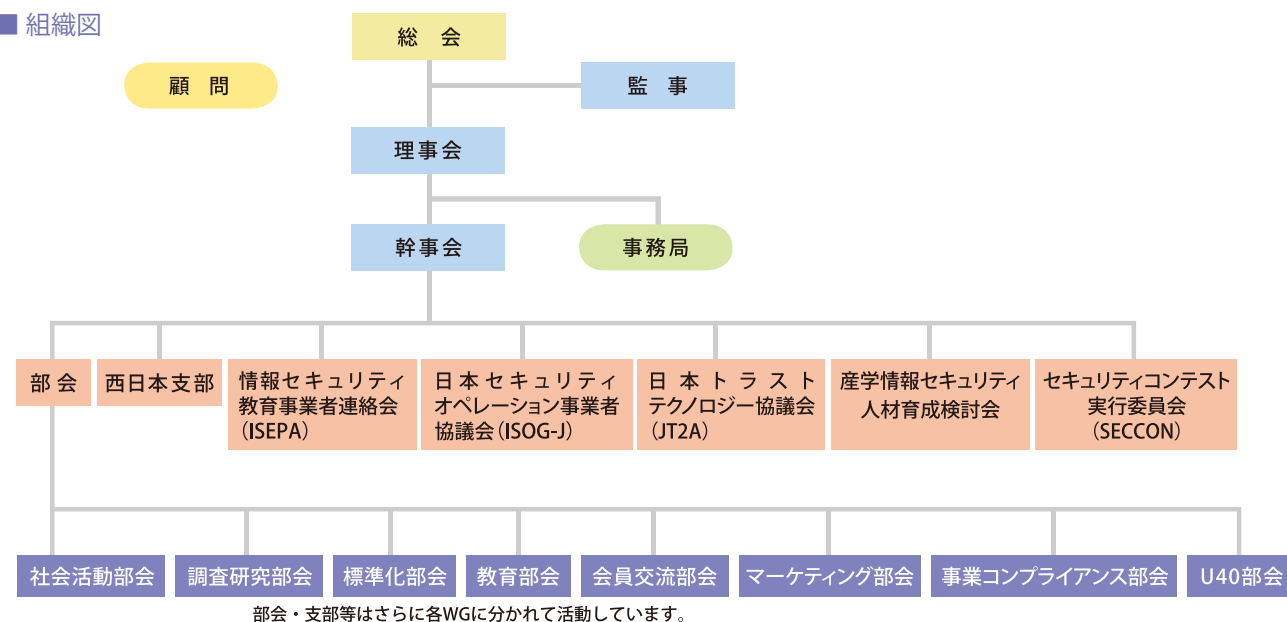 ■ 組織図
総 会
顧 問
監 事
理事会
幹事会
事務局
部 会
西日本支部
情報セキュリティ
教育事業者連絡会
(ISEPA)
日本セキュリティ
オペレーション事業者
協議会(ISOG-J)
日本トラスト
テクノロジー協議会
(JT2A)
産学情報セキュリティ
人材育成検討会
セキュリティコンテスト
実行委員会
(SECCON)
社会活動部会
調査研究部会
標準化部会
教育部会
会員交流部会
マーケティング部会
事業コンプライアンス部会
U40部会
部会・支部等はさらに各WGに分かれて活動しています。